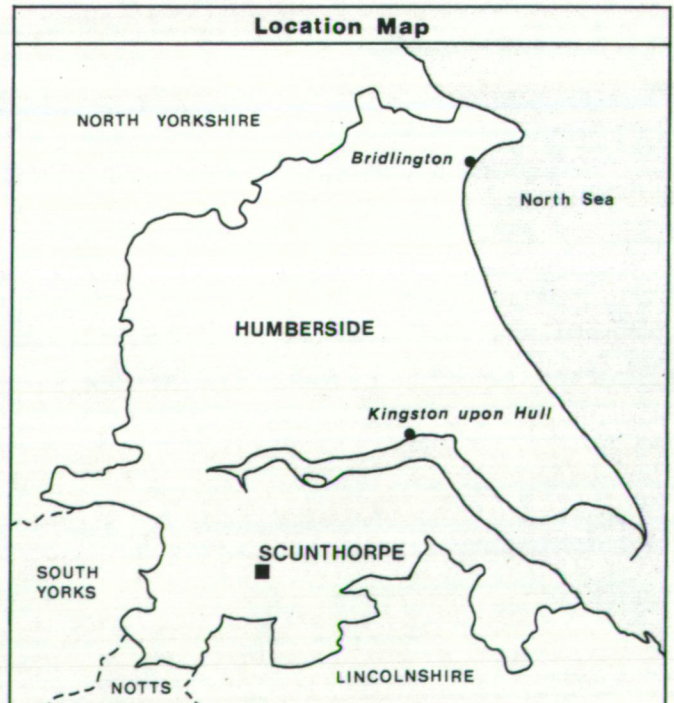 Location Map
NORTH YORKSHIRE
Bridlington
North Sea
HUMBERSIDE
Kingston upon Hull
SCUNTHORPE
SOUTH
YORKS
NOTTS
LINCOLNSHIRE